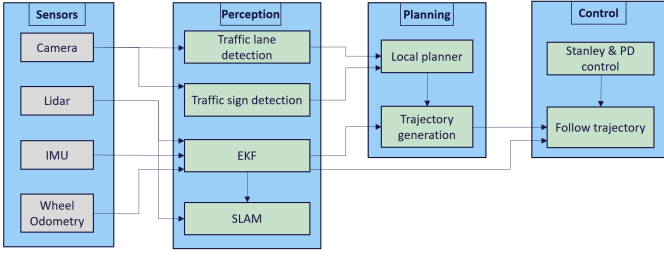 Sensors
Camera
Lidar
IMU
Wheel
Odometry
Perception
Traffic lane
detection
Traffic sign detection
EKF
SLAM
Planning
Local planner
Trajectory
generation
Control
Stanley & PD
control
Follow trajectory